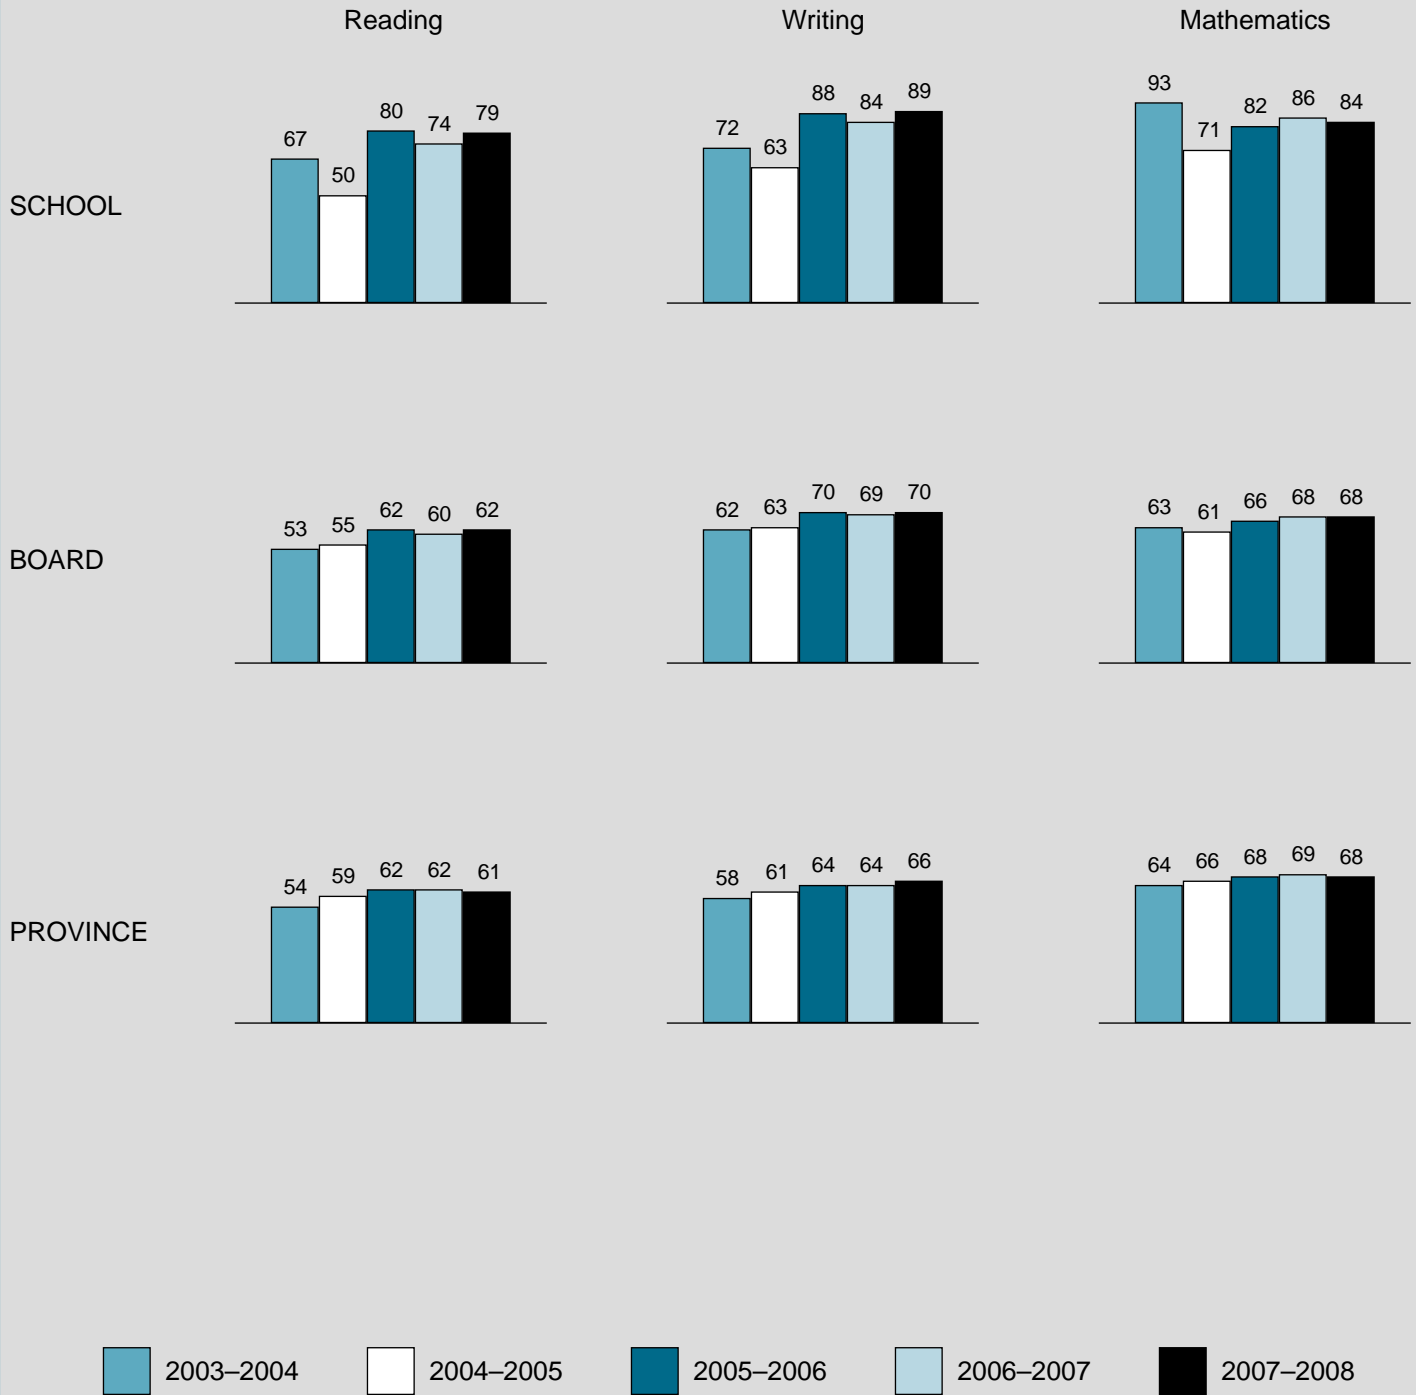 Reading Writing Mathematics
SCHOOL
67 50 80 74 79
72 63 88 84 89
93 71 82 86 84
BOARD
53 55 62 60 62
62 63 70 69 70
63 61 66 68 68
PROVINCE
54 59 62 62 61
58 61 64 64 66
64 66 68 69 68
2003–2004 2004–2005 2005–2006 2006–2007 2007–2008